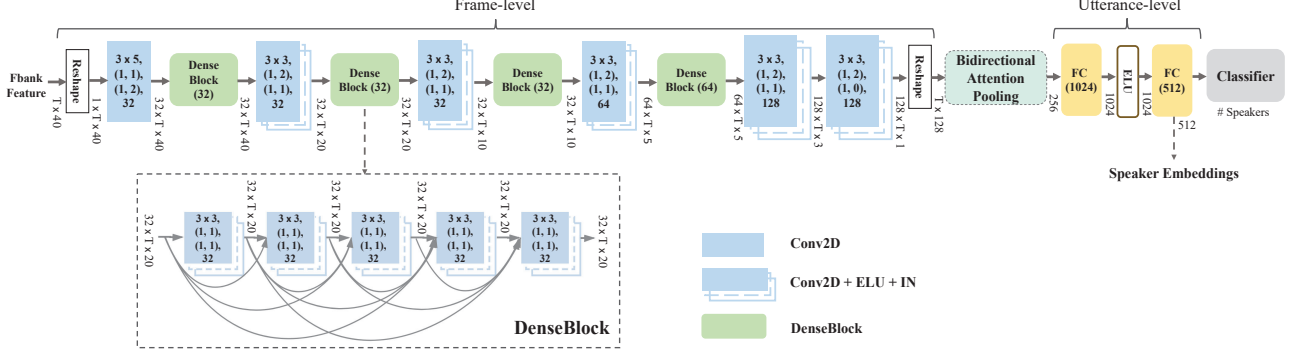 Frame-level
Utterance-level
Fbank
Feature
T x 40
Reshape
1 x T x 40
3 x 5,
(1, 1),
(1, 2),
32
32 x T x 40
Dense
Block
(32)
32 x T x 40
3 x 3,
(1, 2),
(1, 1),
32
32 x T x 20
Dense
Block (32)
32 x T x 20
3 x 3,
(1, 2),
(1, 1),
32
32 x T x 10
Dense
Block (32)
32 x T x 10
3 x 3,
(1, 2),
(1, 1),
64
64 x T x 5
Dense
Block (64)
64 x T x 5
3 x 3,
(1, 2),
(1, 1),
128
128 x T x 3
3 x 3,
(1, 2),
(1, 0),
128
128 x T x 1
Reshape
T x 128
Bidirectional
Attention
Pooling
256
FC
(1024)
1024
ELU
1024
FC
(512)
512
Classifier
# Speakers
Speaker Embeddings
32 x T x 20
3 x 3,
(1, 1),
(1, 1),
32
32 x T x 20
3 x 3,
(1, 1),
(1, 1),
32
32 x T x 20
3 x 3,
(1, 1),
(1, 1),
32
32 x T x 20
3 x 3,
(1, 1),
(1, 1),
32
32 x T x 20
3 x 3,
(1, 1),
(1, 1),
32
32 x T x 20
DenseBlock
Conv2D
Conv2D + ELU + IN
DenseBlock